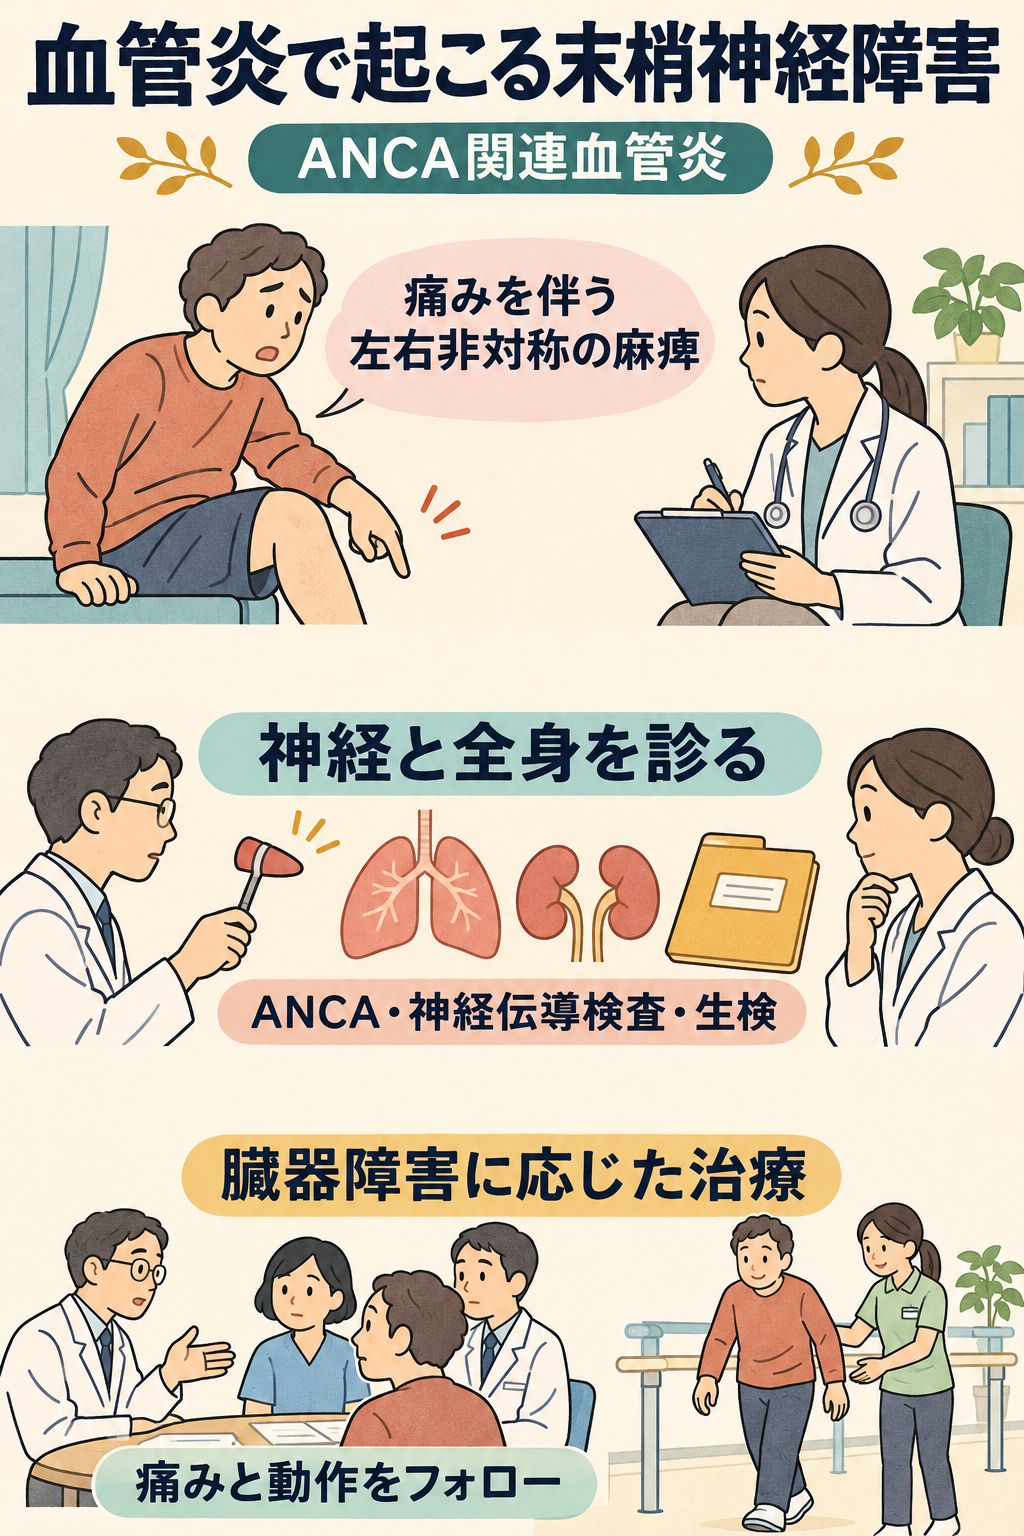 血管炎で起こる末梢神経障害
ANCA関連血管炎
痛みを伴う
左右非対称の麻痺
神経と全身を診る
ANCA・神経伝導検査・生検
臓器障害に応じた治療
痛みと動作をフォロー